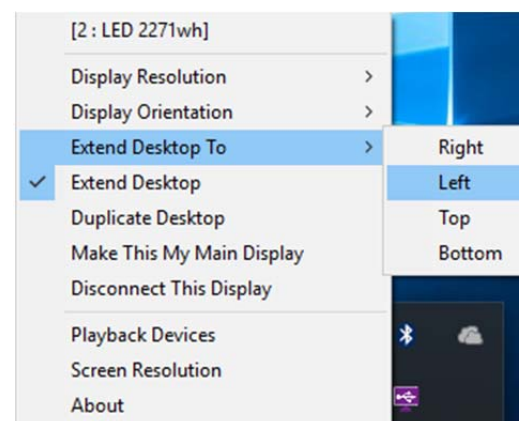 [2 : LED 2271wh]
Display Resolution
Display Orientation
Extend Desktop To
Extend Desktop
Duplicate Desktop
Make This My Main Display
Disconnect This Display
Playback Devices
Screen Resolution
About
Right
Left
Top
Bottom